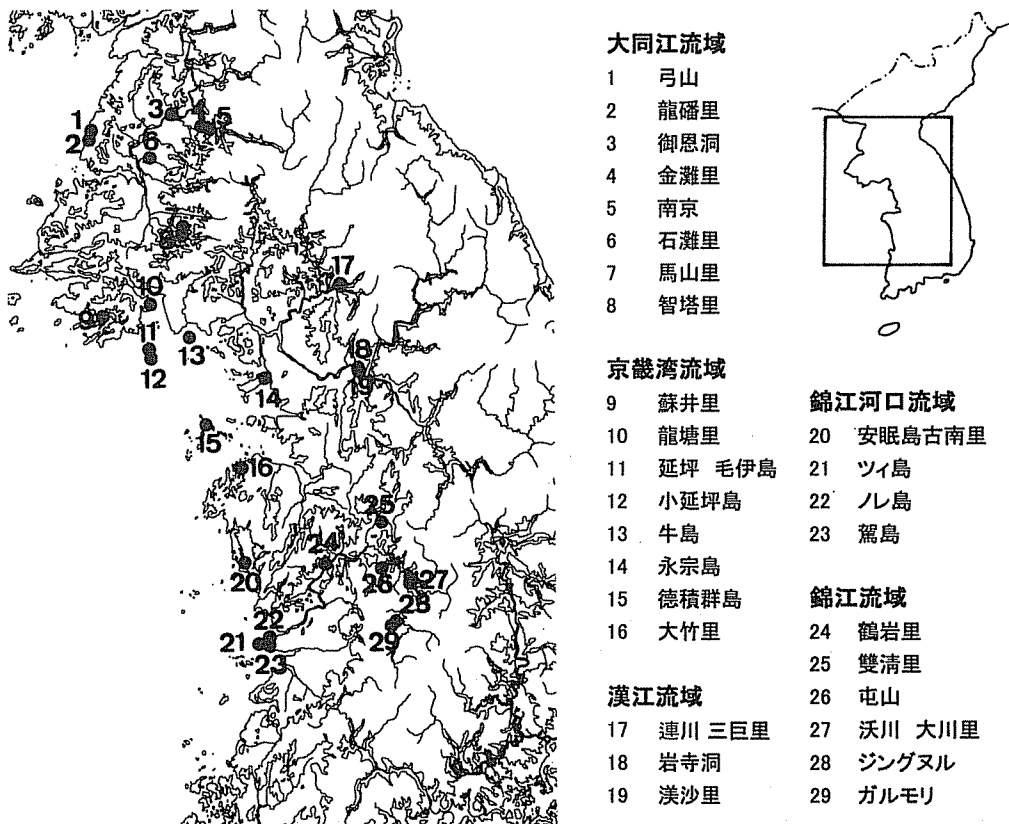 大同江流域
1 弓山
2 龍磻里
3 御恩洞
4 金灘里
5 南京
6 石灘里
7 馬山里
8 智塔里
京畿湾流域
9 蘇井里
10 龍塘里
11 延坪 毛伊島
12 小延坪島
13 牛島
14 永宗島
15 德積群島
16 大竹里
漢江流域
17 連川 三巨里
18 岩寺洞
19 渼沙里
錦江河口流域
20 安眠島古南里
21 ツィ島
22 ノレ島
23 駕島
錦江流域
24 鶴岩里
25 雙淸里
26 屯山
27 沃川 大川里
28 ジングヌル
29 ガルモリ
1
2
3
5
6
17
10
9
11
12
13
18
19
14
15
16
25
24
20
26
27
28
29
22
21
23